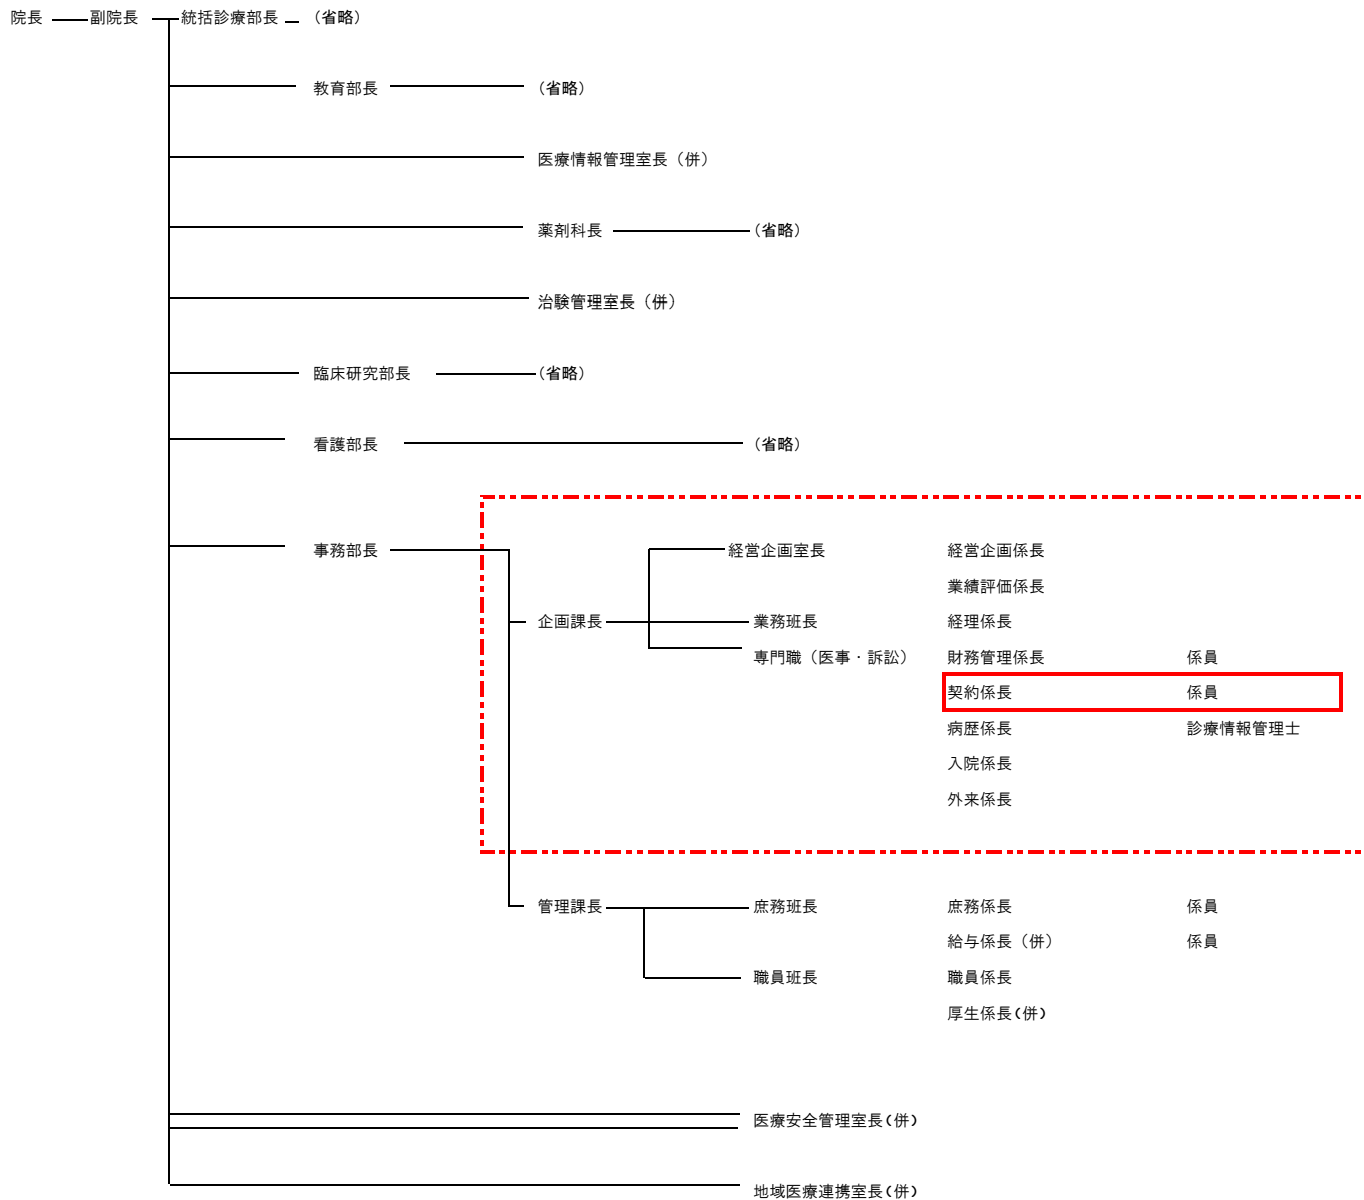 院長 副院長 統括診療部長 (省略)
教育部長 (省略)
医療情報管理室長（併）
薬剤科長 (省略)
治験管理室長（併）
臨床研究部長 (省略)
看護部長 (省略)
事務部長 経営企画室長 経営企画係長
業績評価係長
企画課長 業務班長 経理係長
専門職（医事・訴訟） 財務管理係長 係員
契約係長 係員
病歴係長 診療情報管理士
入院係長
外来係長
管理課長 庶務班長 庶務係長 係員
給与係長（併） 係員
職員班長 職員係長
厚生係長(併)
医療安全管理室長(併)
地域医療連携室長(併)